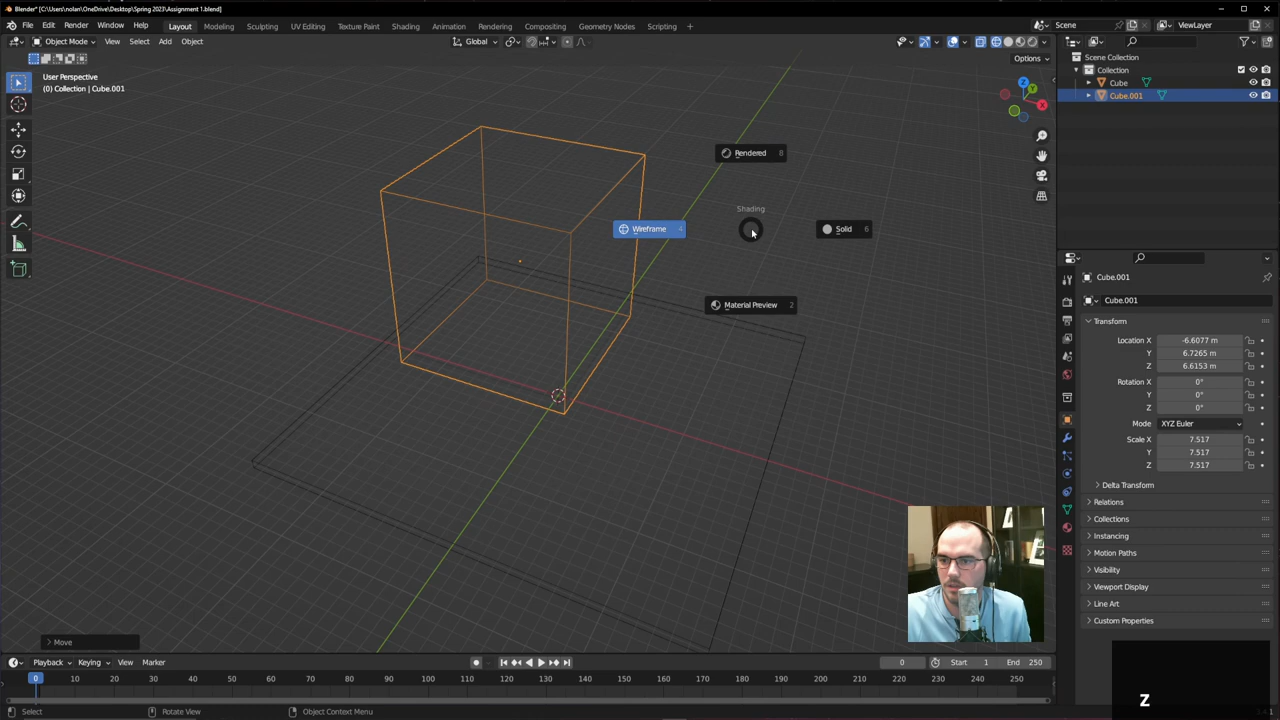 Blender* [C:\Users\nolan\OneDrive\Desktop\Spring 2023\Assignment 1.blend]
File Edit Render Window Help Layout Modeling Sculpting UV Editing Texture Paint Shading Animation Rendering Compositing Geometry Nodes Scripting + Scene ViewLayer
Object Mode View Select Add Object Global
Options
User Perspective
(0) Collection | Cube.001
Scene Collection
Collection
Cube
Cube.001
Z
Y
X
Rendered 8
Shading
Wireframe 4
Solid 6
Material Preview 2
Cube.001
Cube.001
Transform
Location X -6.6077 m
Y 6.7265 m
Z 6.6153 m
Rotation X 0°
Y 0°
Z 0°
Mode XYZ Euler
Scale X 7.517
Y 7.517
Z 7.517
Delta Transform
Relations
Collections
Instancing
Motion Paths
Visibility
Viewport Display
Line Art
Custom Properties
Move
Playback Keying View Marker 0 Start 1 End 250
0 10 20 30 40 50 60 70 80 90 100 110 120 130 140 150 160 170 180 190 200 210 220 230 240 250
Select Rotate View Object Context Menu
Z
3.4.1